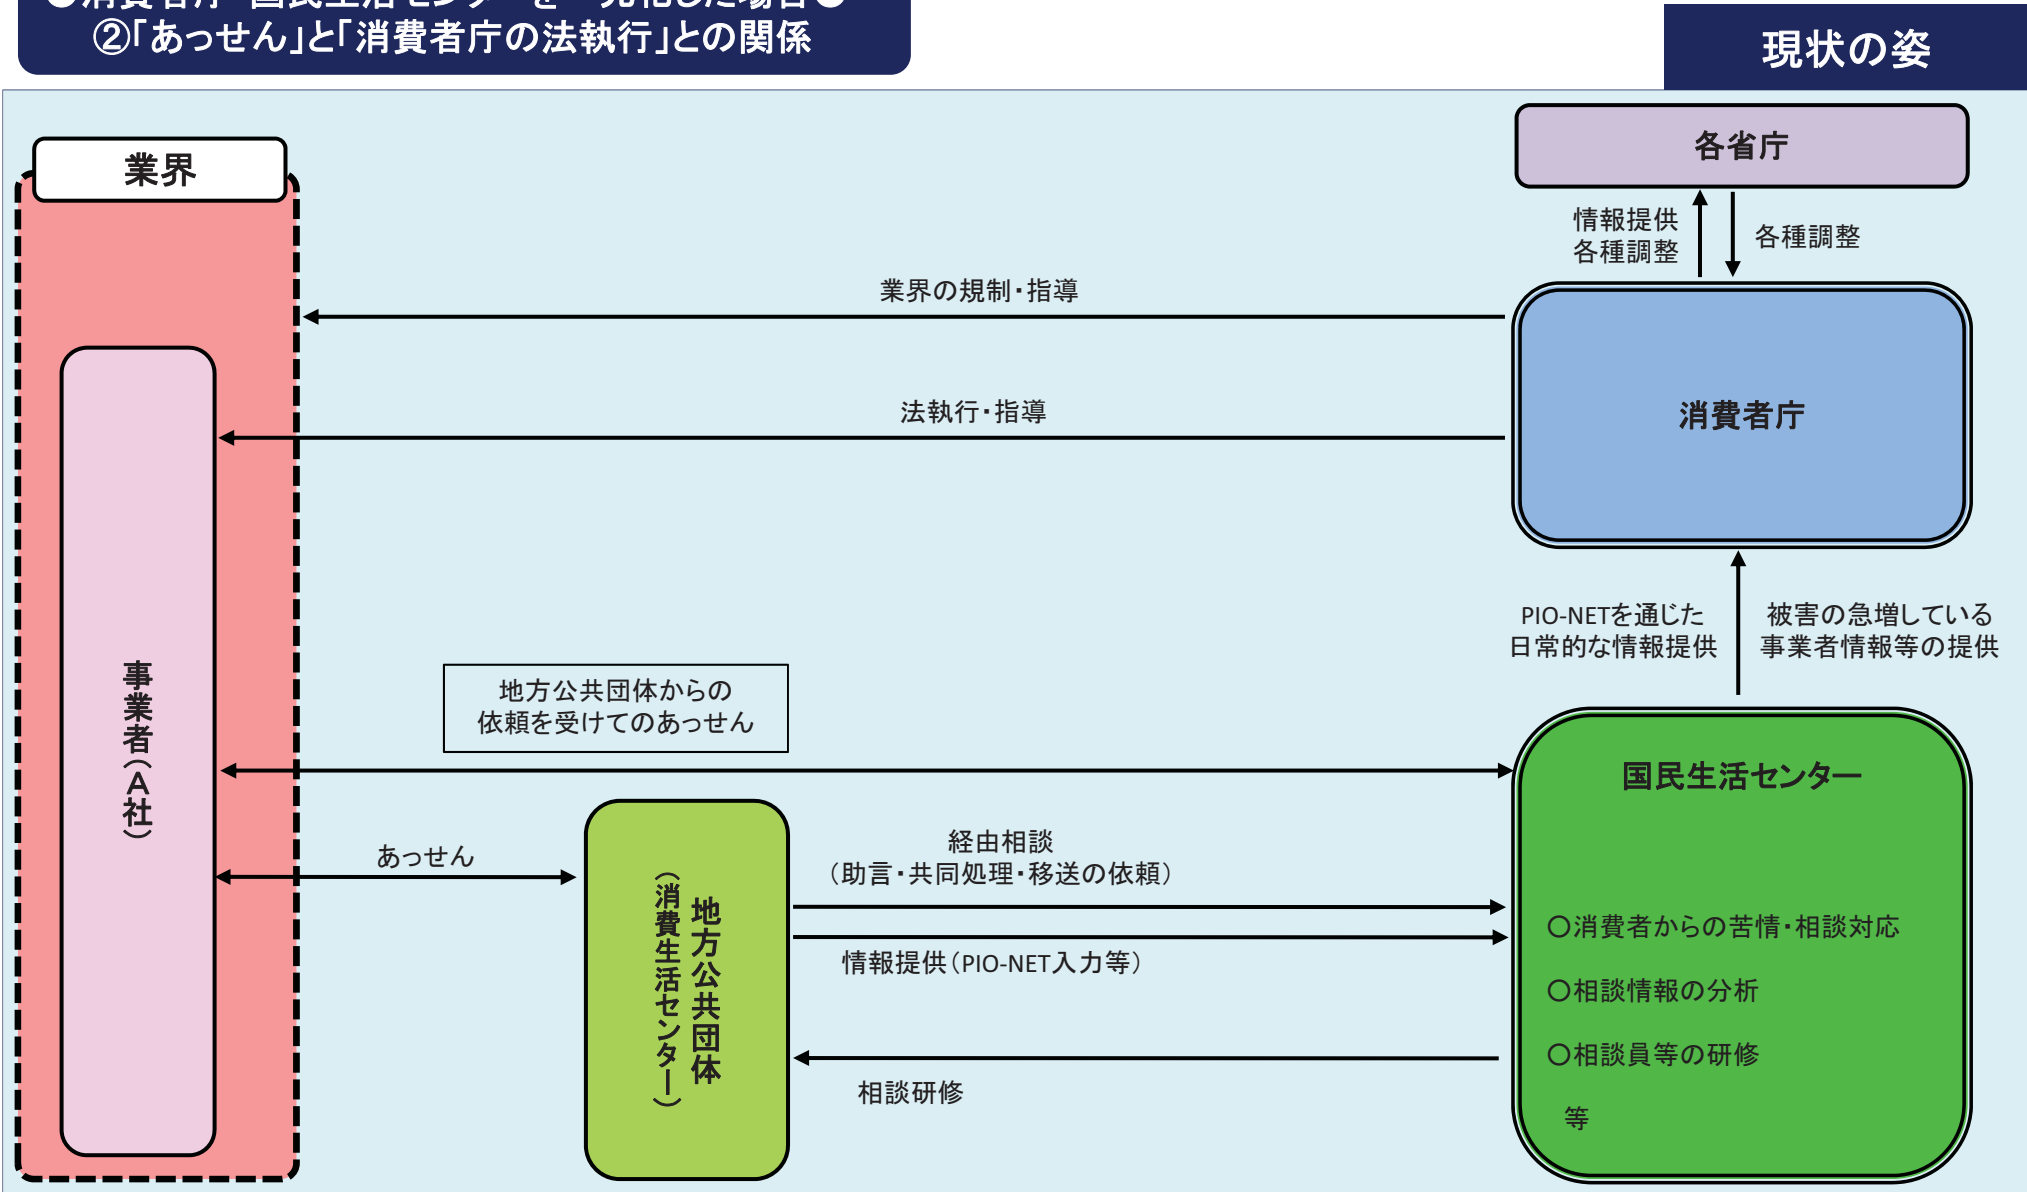 ②「あっせん」と「消費者庁の法執行」との関係
現状の姿
業界
各省庁
情報提供
各種調整
各種調整
業界の規制・指導
法執行・指導
消費者庁
PIO-NETを通じた
日常的な情報提供
被害の急増している
事業者情報等の提供
事業者(A社)
地方公共団体からの
依頼を受けてのあっせん
国民生活センター
あっせん
地方公共団体
(消費生活センター)
経由相談
(助言・共同処理・移送の依頼)
情報提供(PIO-NET入力等)
相談研修
○消費者からの苦情・相談対応
○相談情報の分析
○相談員等の研修
等